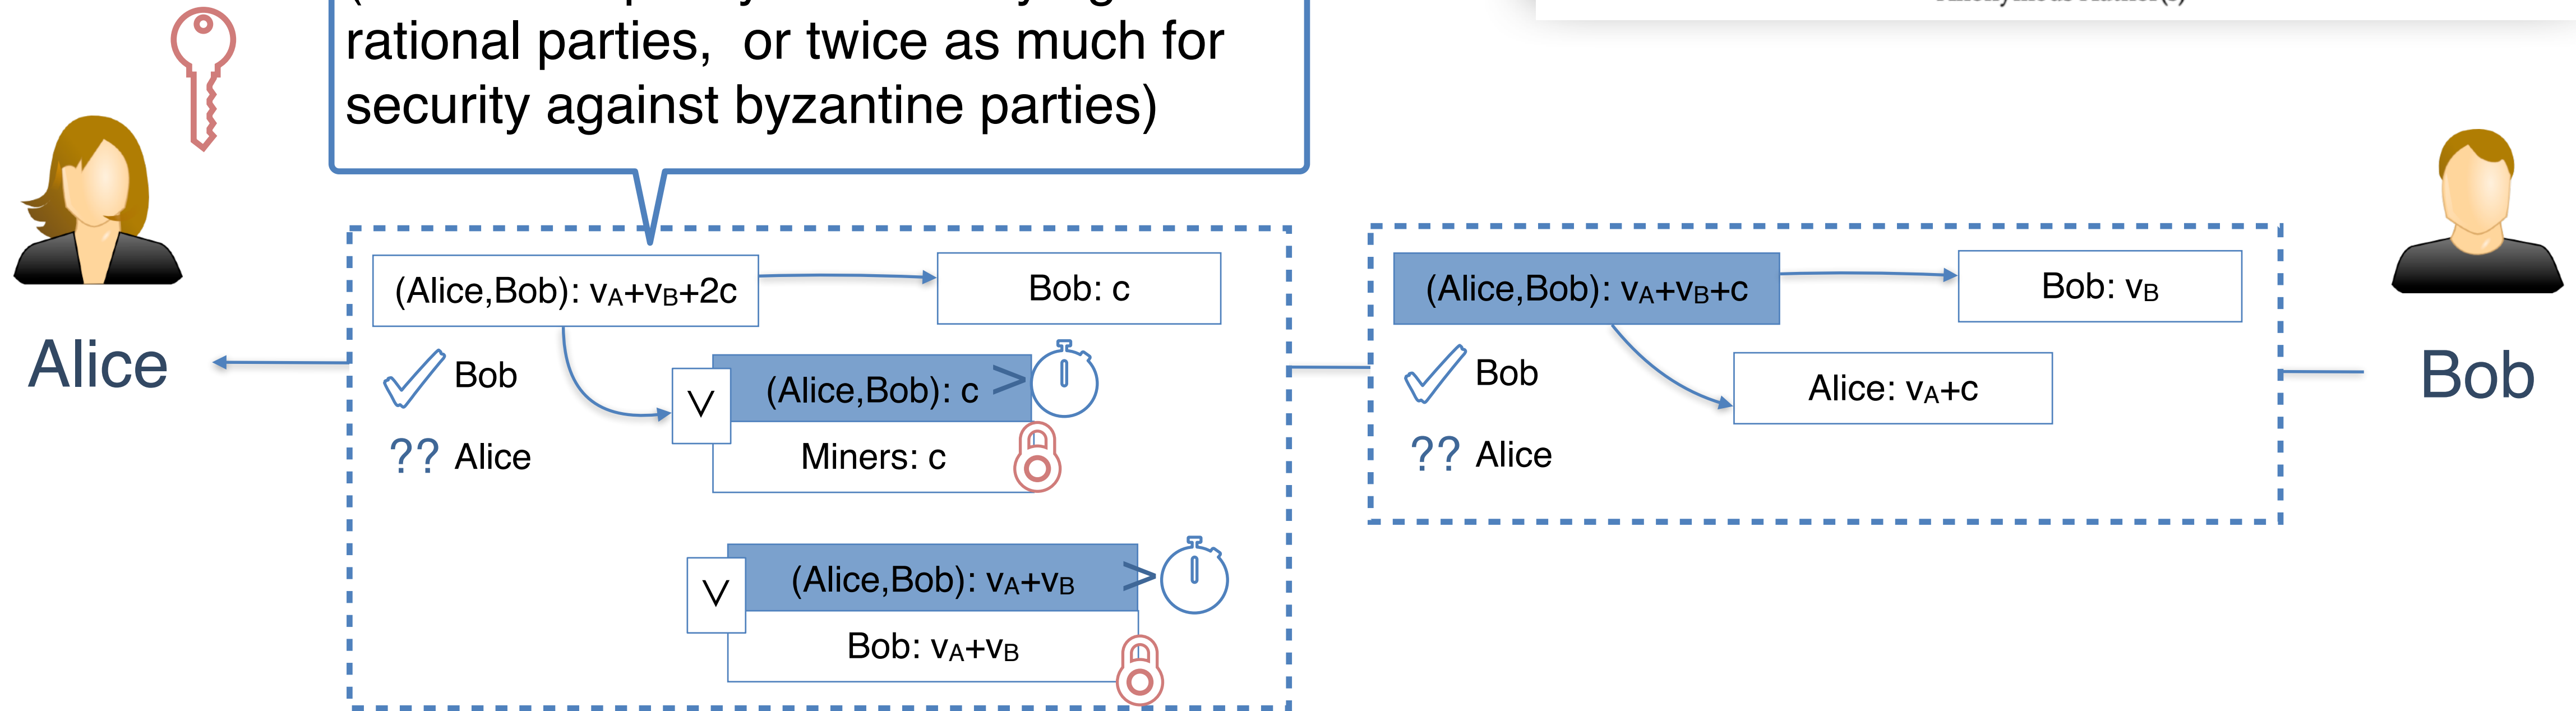 rational parties, or twice as much for
security against byzantine parties)
Alice
(Alice,Bob): vA+vB+2c
Bob: c
Bob
?? Alice
V
(Alice,Bob): c >
Miners: c
V
(Alice,Bob): vA+vB >
Bob: vA+vB
(Alice,Bob): vA+vB+c
Bob: vB
Bob
?? Alice
Alice: vA+c
Bob